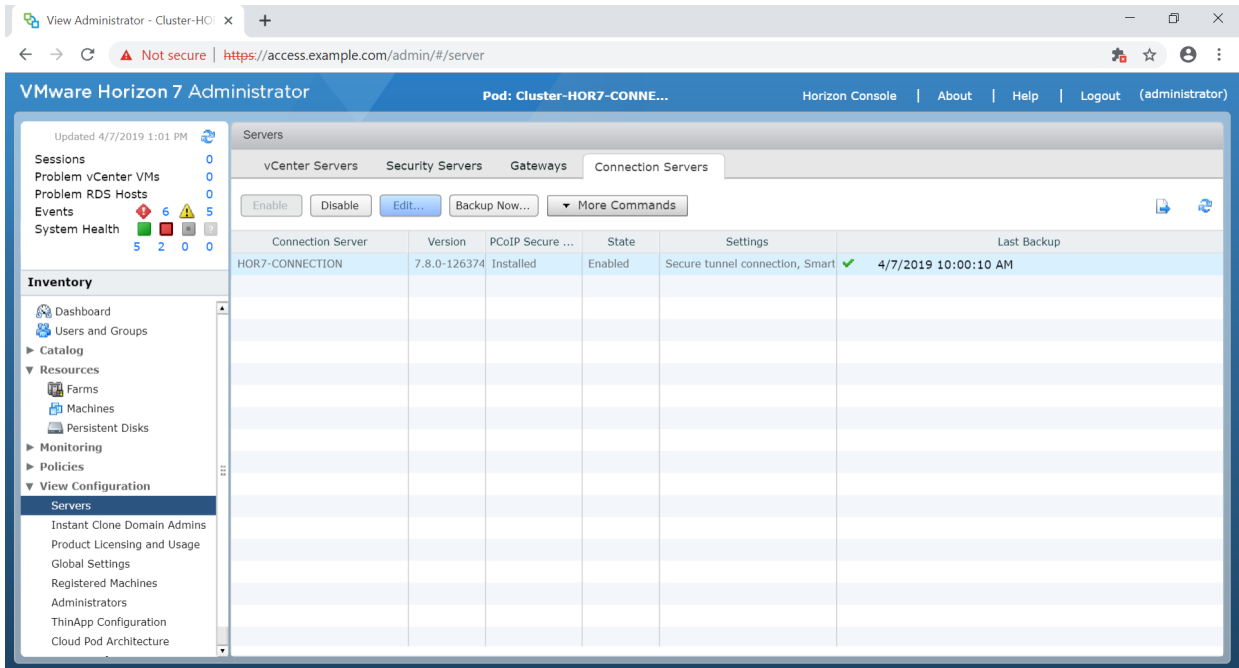 View Administrator - Cluster-HOR
Not secure | https://access.example.com/admin/#/server
VMware Horizon 7 Administrator
Pod: Cluster-HOR7-CONNE...
Horizon Console | About | Help | Logout (administrator)
Updated 4/7/2019 1:01 PM
Sessions 0
Problem vCenter VMs 0
Problem RDS Hosts 0
Events 6 5
System Health
5 2 0 0
Inventory
Dashboard
Users and Groups
Catalog
Resources
Farms
Machines
Persistent Disks
Monitoring
Policies
View Configuration
Servers
Instant Clone Domain Admins
Product Licensing and Usage
Global Settings
Registered Machines
Administrators
ThinApp Configuration
Cloud Pod Architecture
Servers
vCenter Servers Security Servers Gateways Connection Servers
Enable Disable Edit... Backup Now... More Commands
Connection Server Version PCoIP Secure ... State Settings Last Backup
HOR7-CONNECTION 7.8.0-126374 Installed Enabled Secure tunnel connection, Smart 4/7/2019 10:00:10 AM